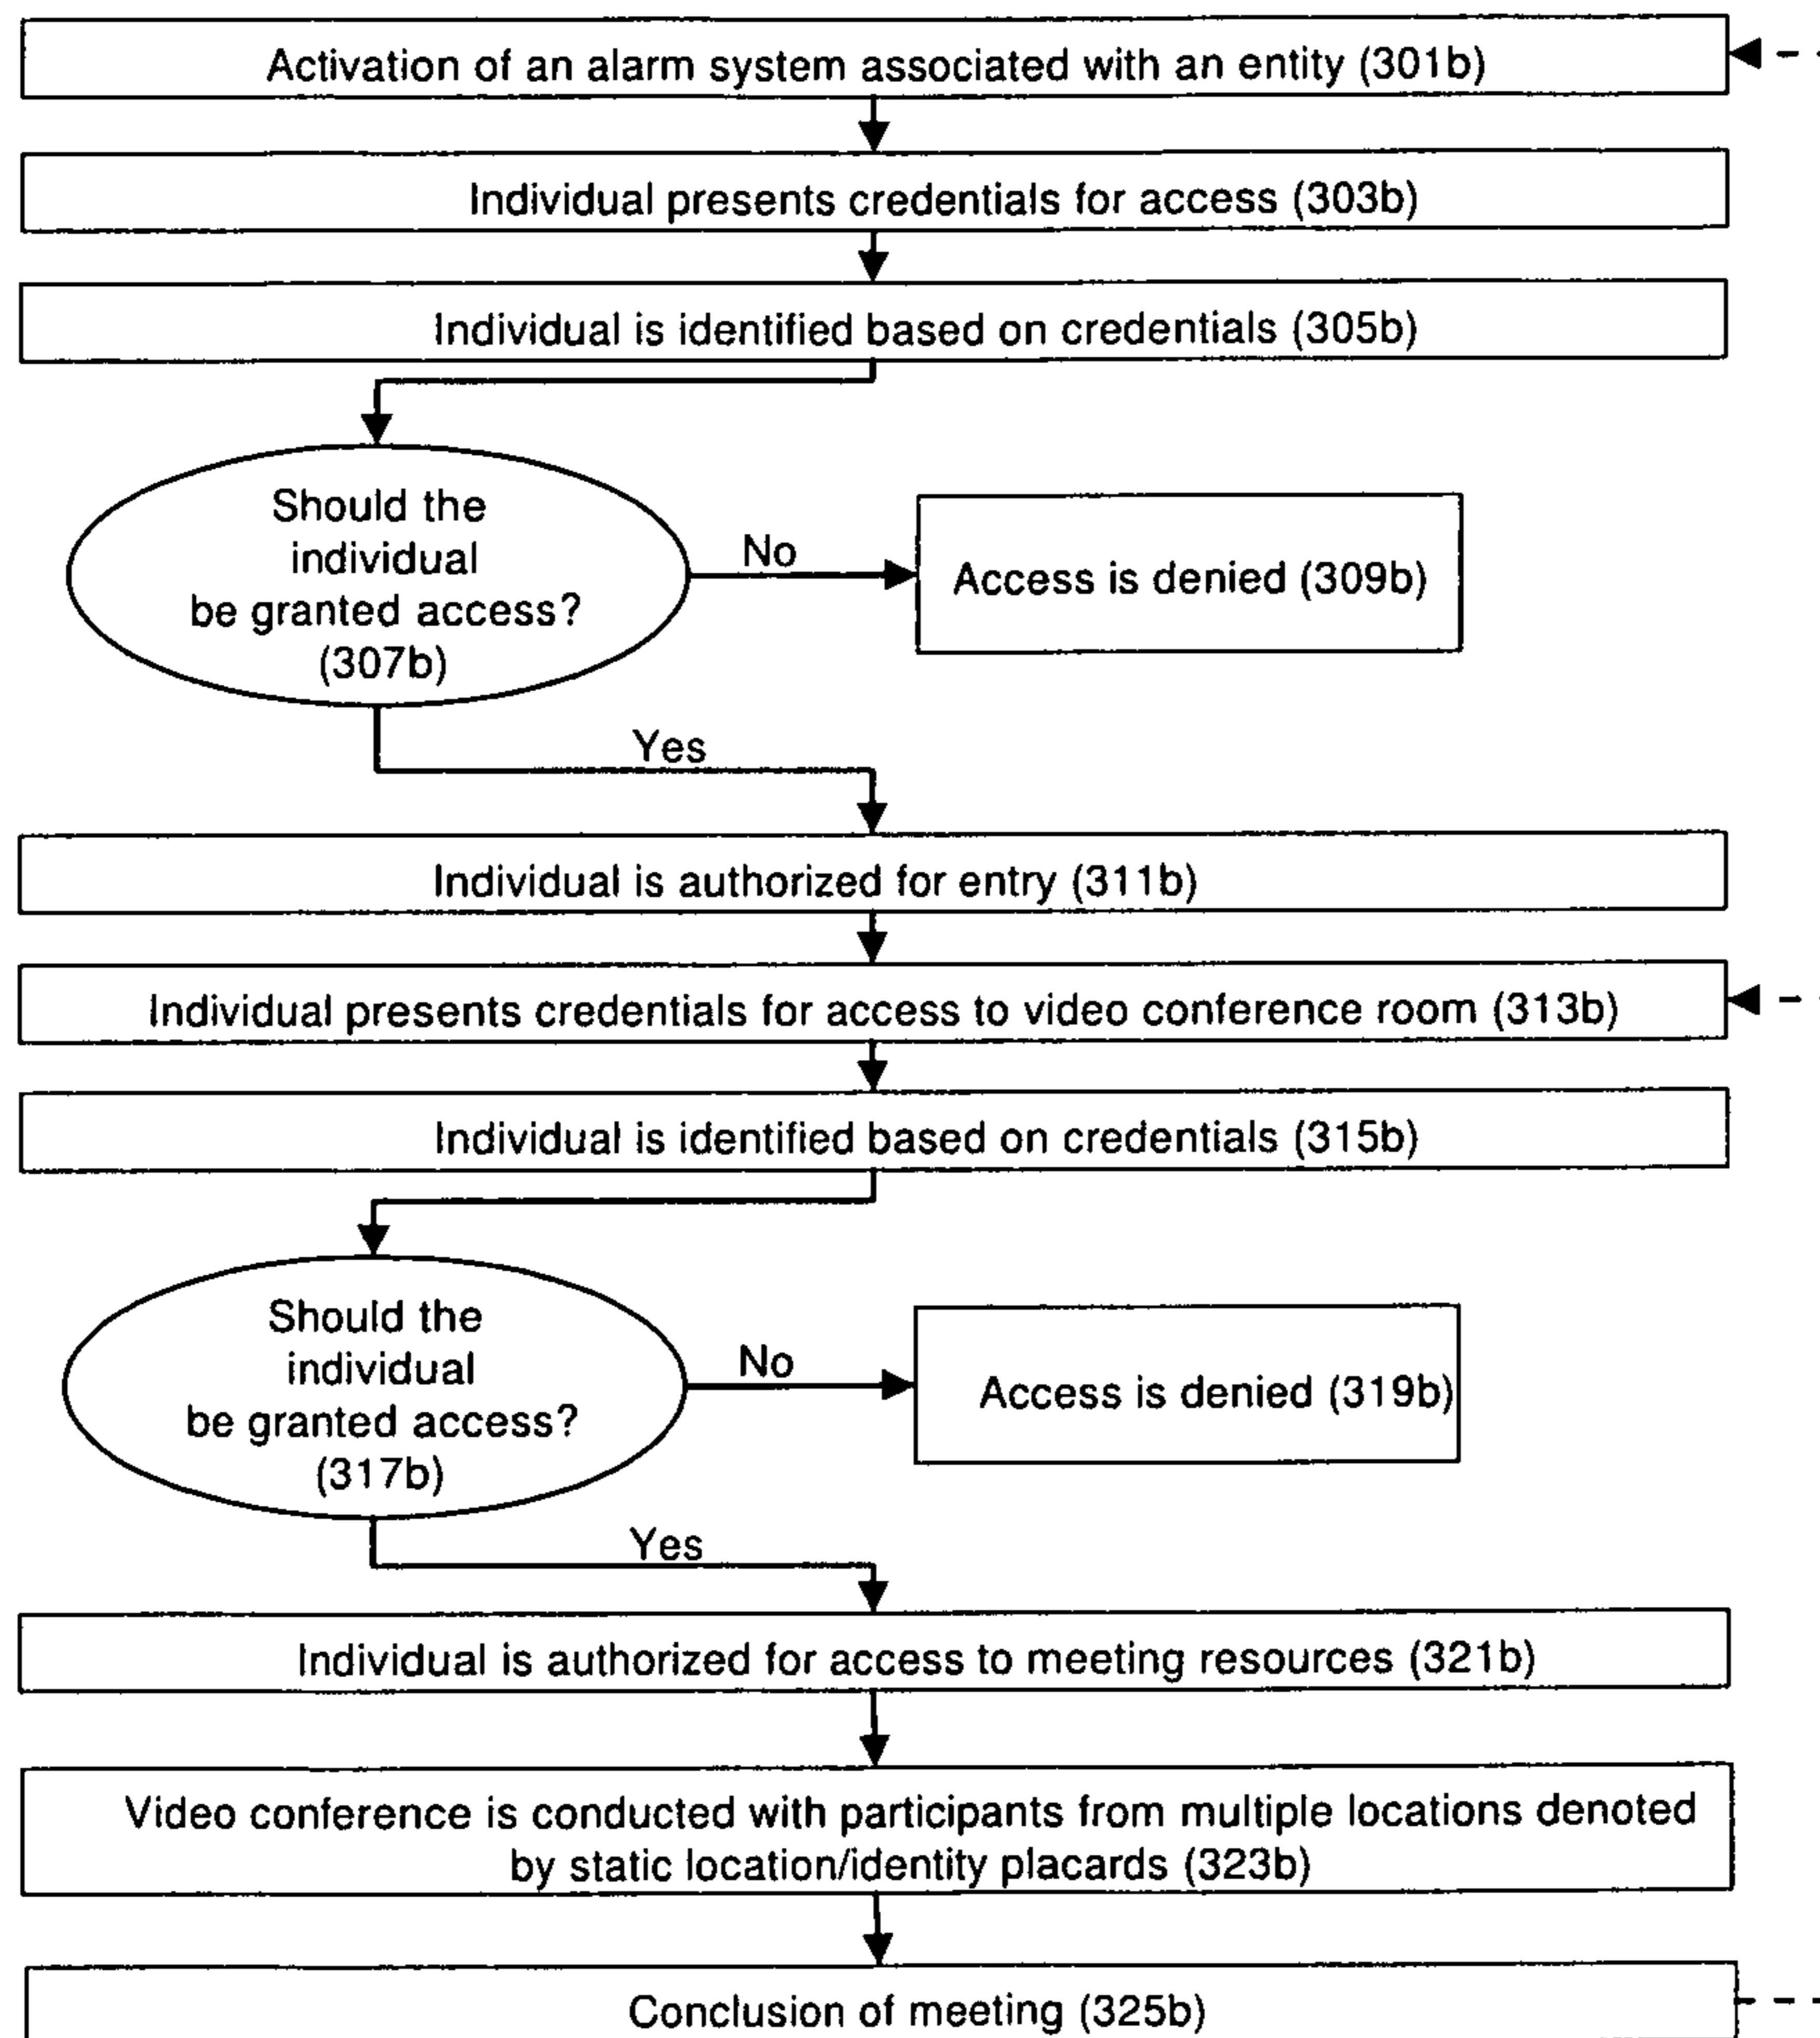 Activation of an alarm system associated with an entity (301b)
Individual presents credentials for access (303b)
Individual is identified based on credentials (305b)
Should the
individual
be granted access?
(307b)
No
Access is denied (309b)
Yes
Individual is authorized for entry (311b)
Individual presents credentials for access to video conference room (313b)
Individual is identified based on credentials (315b)
Should the
individual
be granted access?
(317b)
No
Access is denied (319b)
Yes
Individual is authorized for access to meeting resources (321b)
Video conference is conducted with participants from multiple locations denoted
by static location/identity placards (323b)
Conclusion of meeting (325b)